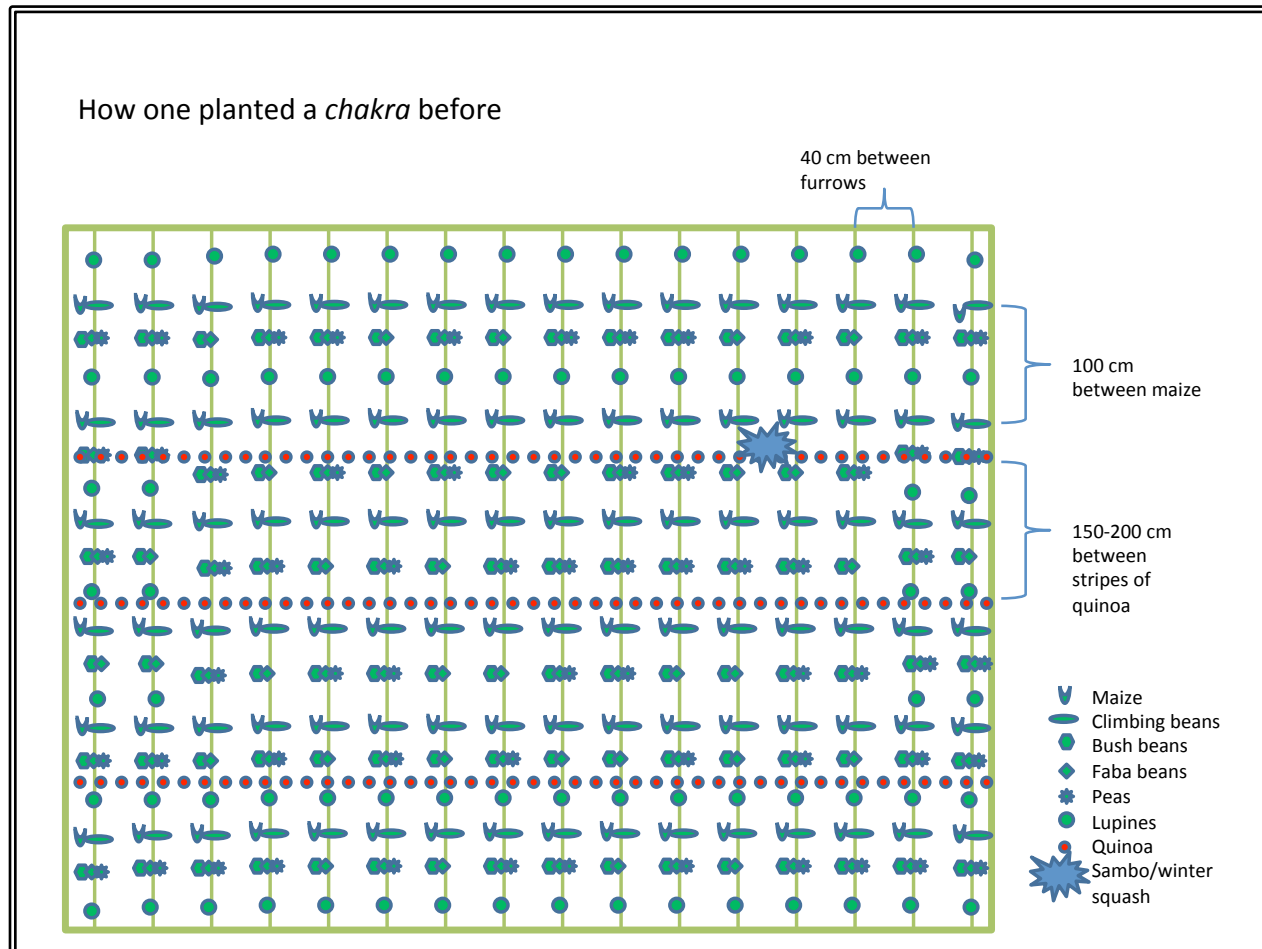 How one planted a chakra before
40 cm between
furrows
100 cm
between maize
150-200 cm
between
stripes of
quinoa
Maize
Climbing beans
Bush beans
Faba beans
Peas
Lupines
Quinoa
Sambo/winter
squash